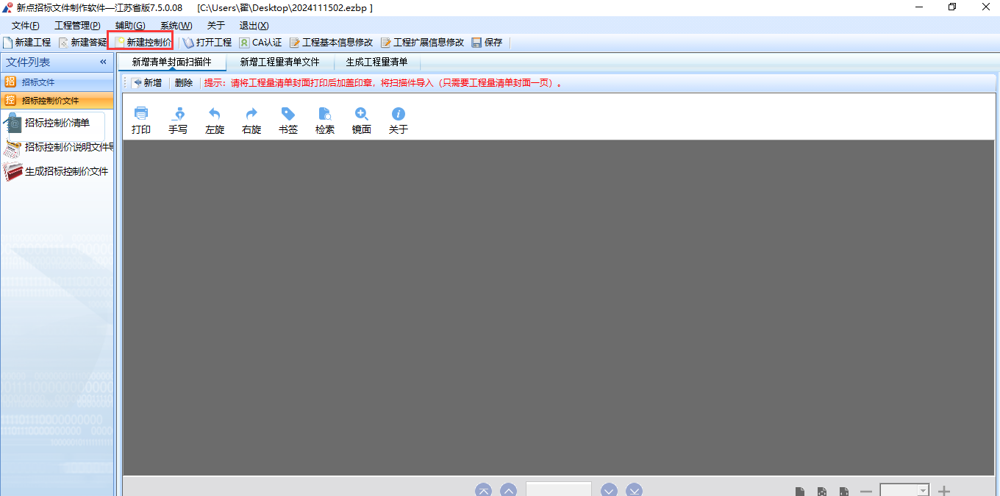 新点招标文件制作软件—江苏省版7.5.0.08 [C:\Users\翟\Desktop\2024111502.ezbp ]
文件(F) 工程管理(P) 辅助(G) 系统(W) 关于 退出(X)
新建工程 新建答疑 新建控制价 打开工程 CA认证 工程基本信息修改 工程扩展信息修改 保存
文件列表 «
新增清单封面扫描件 新增工程量清单文件 生成工程量清单
招 招标文件
新增 删除 提示：请将工程量清单封面打印后加盖印章，将扫描件导入（只需要工程量清单封面一页）。
控 招标控制价文件
招标控制价清单
招标控制价说明文件导
生成招标控制价文件
打印 手写 左旋 右旋 书签 检索 镜面 关于